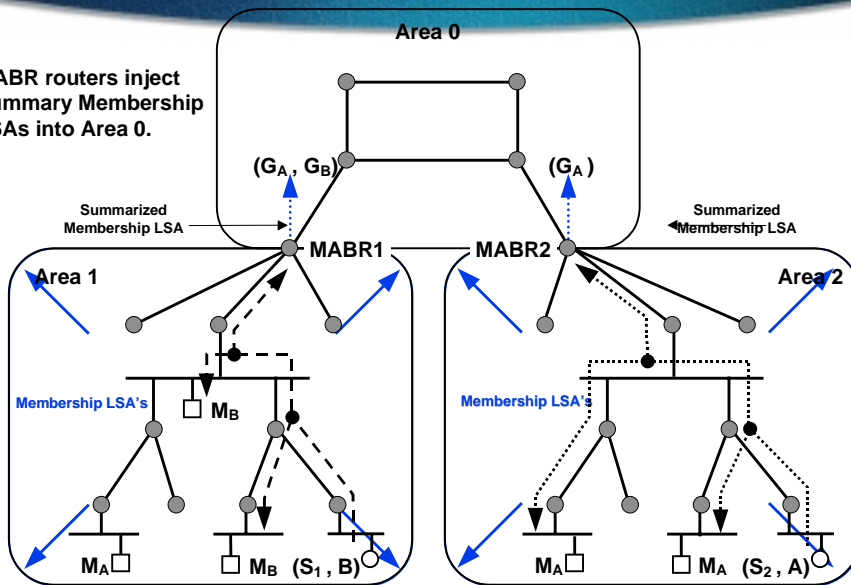 Area 0
ABR routers inject
ummary Membership
SAs into Area 0.
(GA , GB)
(GA )
Summarized
Membership LSA
Summarized
Membership LSA
MABR1
MABR2
Area 1
Area 2
Membership LSA's
Membership LSA's
MB
MA
MB
(S1 , B)
MA
MA
(S2 , A)